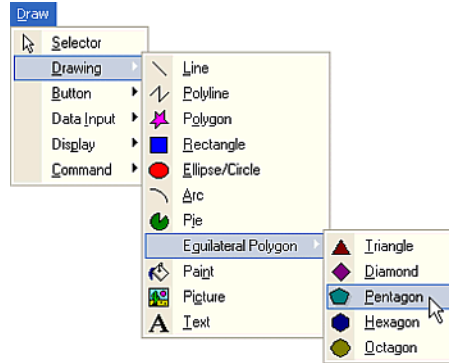 Draw
Selector
Drawing
Button
Data Input
Display
Command
Line
Polyline
Polygon
Rectangle
Ellipse/Circle
Arc
Pie
Eguilateral Polygon
Paint
Picture
Text
Triangle
Diamond
Pentagon
Hexagon
Octagon